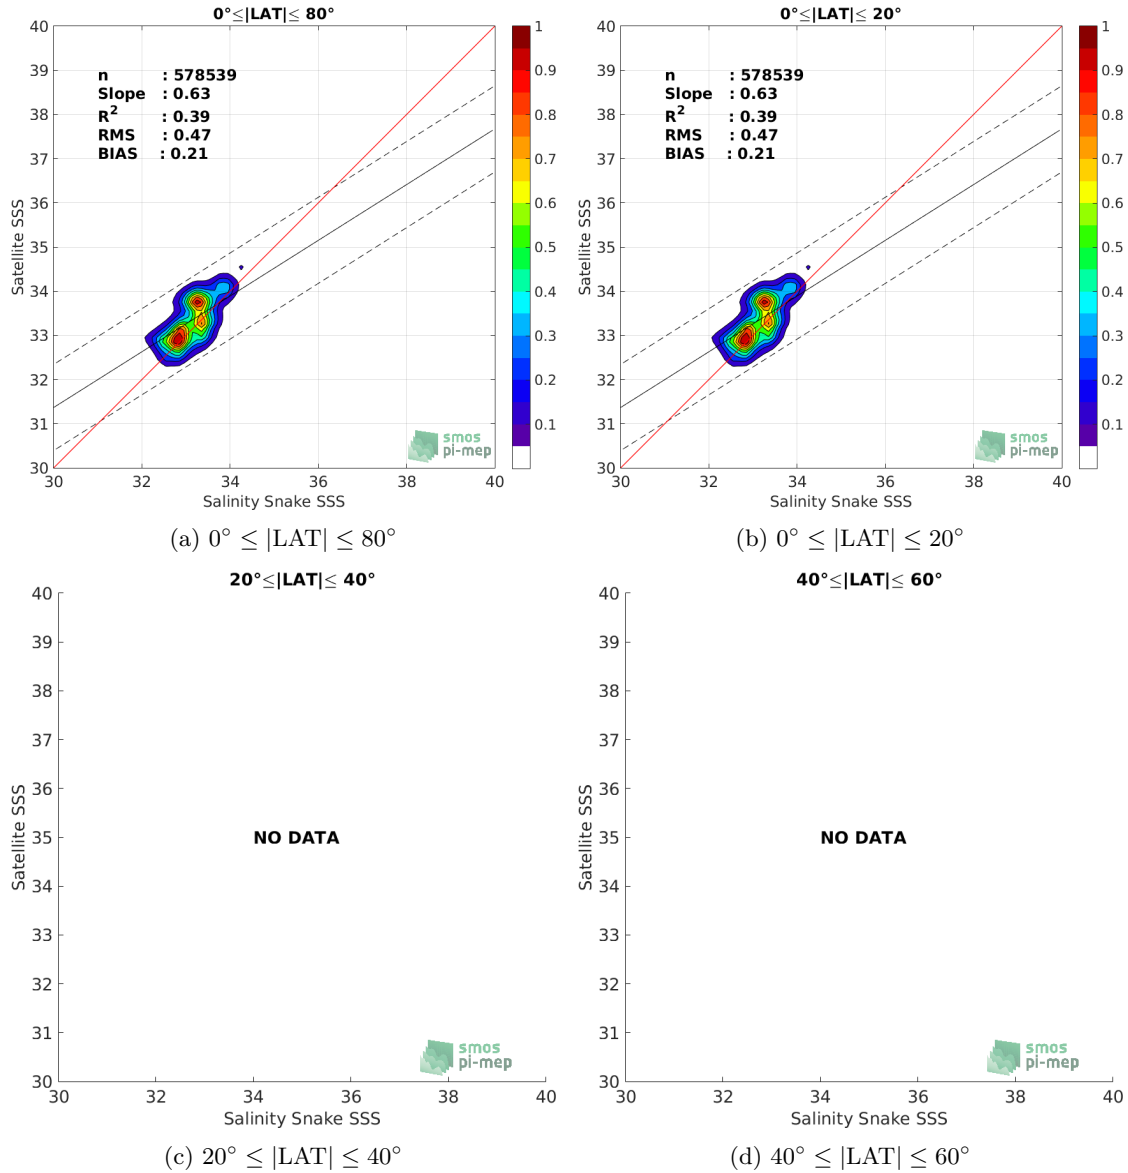 0°≤|LAT|≤ 80°
40
39
38
37
36
35
34
33
32
31
30
Satellite SSS
n : 578539
Slope : 0.63
R² : 0.39
RMS : 0.47
BIAS : 0.21
smos
pi-mep
30 32 34 36 38 40
Salinity Snake SSS
1
0.9
0.8
0.7
0.6
0.5
0.4
0.3
0.2
0.1
(a) 0° ≤ |LAT| ≤ 80°
0°≤|LAT|≤ 20°
40
39
38
37
36
35
34
33
32
31
30
Satellite SSS
n : 578539
Slope : 0.63
R² : 0.39
RMS : 0.47
BIAS : 0.21
smos
pi-mep
30 32 34 36 38 40
Salinity Snake SSS
1
0.9
0.8
0.7
0.6
0.5
0.4
0.3
0.2
0.1
(b) 0° ≤ |LAT| ≤ 20°
20°≤|LAT|≤ 40°
40
39
38
37
36
35
34
33
32
31
30
Satellite SSS
NO DATA
smos
pi-mep
30 32 34 36 38 40
Salinity Snake SSS
(c) 20° ≤ |LAT| ≤ 40°
40°≤|LAT|≤ 60°
40
39
38
37
36
35
34
33
32
31
30
Satellite SSS
NO DATA
smos
pi-mep
30 32 34 36 38 40
Salinity Snake SSS
(d) 40° ≤ |LAT| ≤ 60°